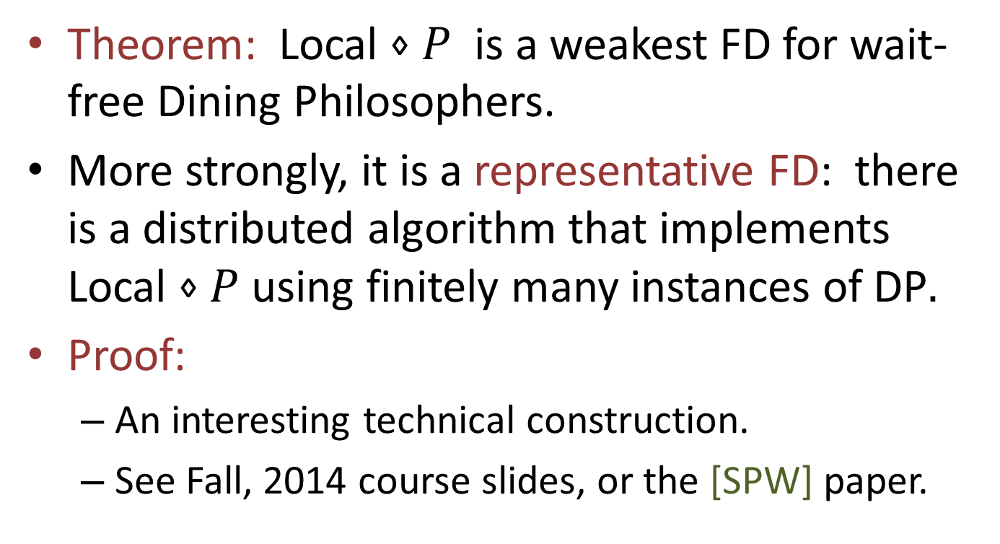 • Theorem: Local ⋄ P is a weakest FD for wait-
free Dining Philosophers.
• More strongly, it is a representative FD: there
is a distributed algorithm that implements
Local ⋄ P using finitely many instances of DP.
• Proof:
– An interesting technical construction.
– See Fall, 2014 course slides, or the [SPW] paper.